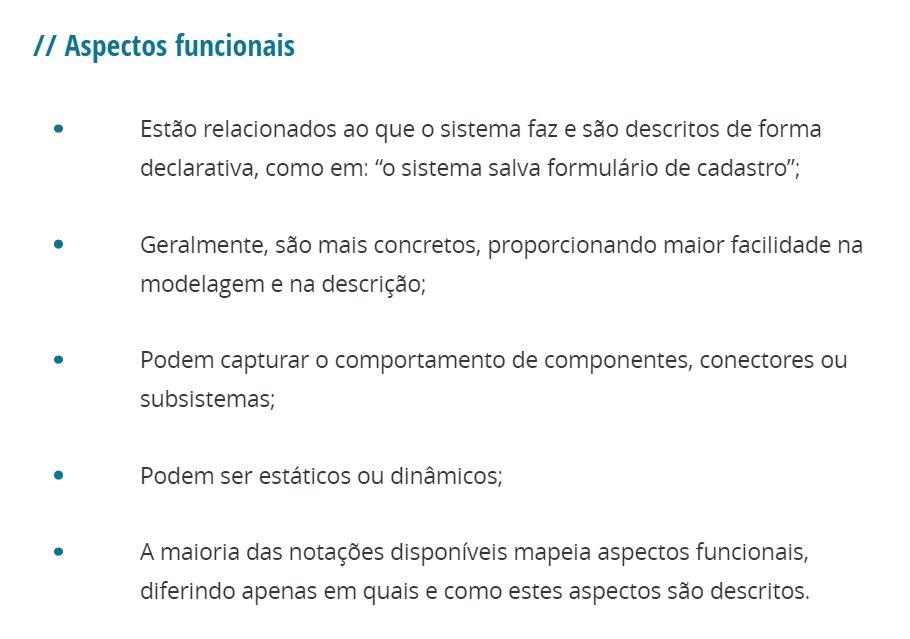 // Aspectos funcionais
• Estão relacionados ao que o sistema faz e são descritos de forma
declarativa, como em: “o sistema salva formulário de cadastro”;
• Geralmente, são mais concretos, proporcionando maior facilidade na
modelagem e na descrição;
• Podem capturar o comportamento de componentes, conectores ou
subsistemas;
• Podem ser estáticos ou dinâmicos;
• A maioria das notações disponíveis mapeia aspectos funcionais,
diferindo apenas em quais e como estes aspectos são descritos.